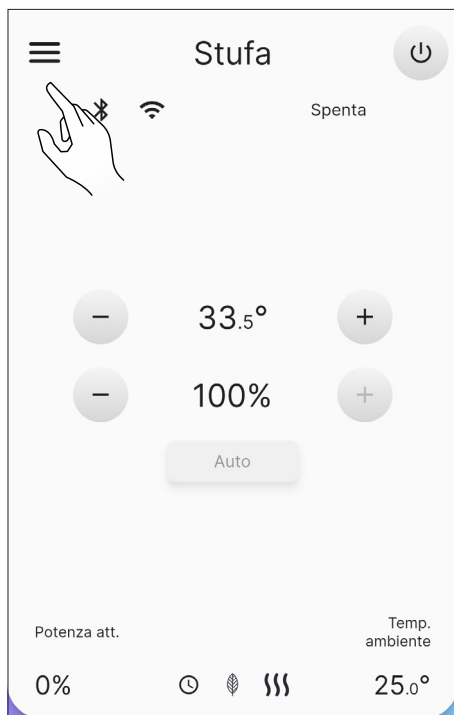 Stufa
Spenta
− 33.5° +
− 100% +
Auto
Potenza att.
Temp.
ambiente
0%
25.0°